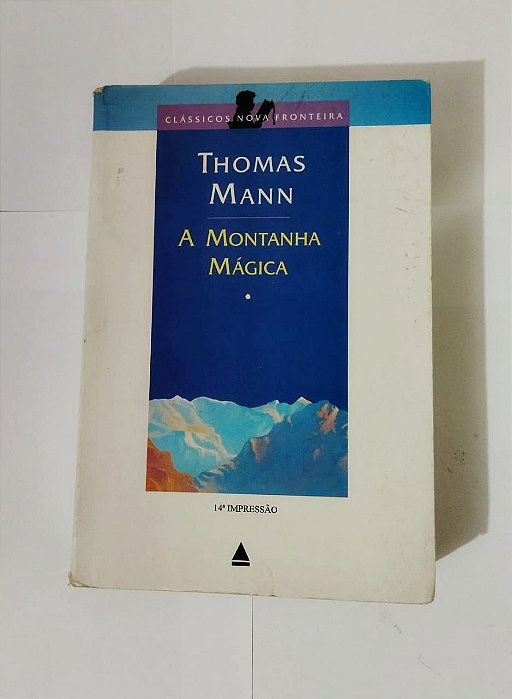 CLÁSSICOS NOVA FRONTEIRA
THOMAS
MANN
A MONTANHA
MÁGICA
14ª IMPRESSÃO